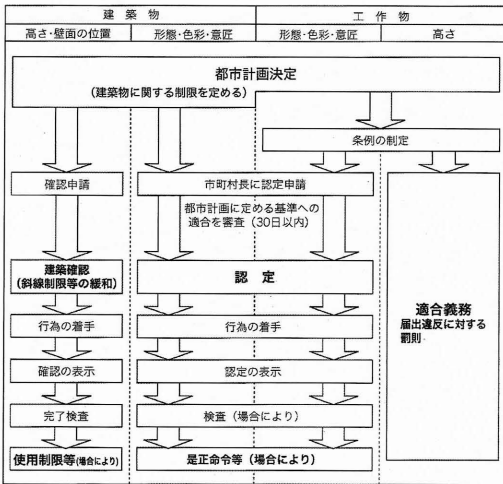 建築物
工作物
高さ・壁面の位置
形態・色彩・意匠
形態・色彩・意匠
高さ
都市計画決定
(建築物に関する制限を定める)
条例の制定
確認申請
市町村長に認定申請
都市計画に定める基準への
適合を審査(30日以内)
建築確認
(斜線制限等の緩和)
認定
適合義務
届出違反に対する
罰則
行為の着手
行為の着手
確認の表示
認定の表示
完了検査
検査(場合により)
使用制限等(場合により)
是正命令等(場合により)